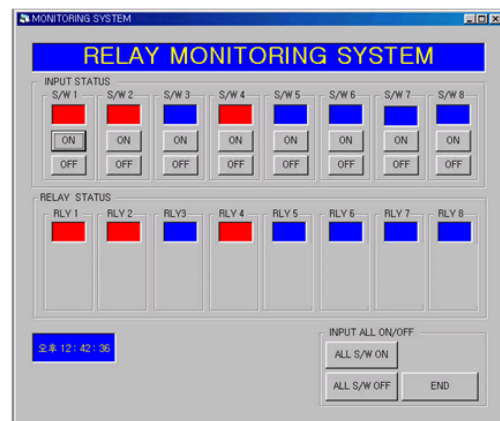 MONITORING SYSTEM
RELAY MONITORING SYSTEM
INPUT STATUS
S/W 1 S/W 2 S/W 3 S/W 4 S/W 5 S/W 6 S/W 7 S/W 8
ON ON ON ON ON ON ON ON
OFF OFF OFF OFF OFF OFF OFF OFF
RELAY STATUS
RLY 1 RLY 2 RLY3 RLY 4 RLY 5 RLY 6 RLY 7 RLY 8
INPUT ALL ON/OFF
오후 12:42:36
ALL S/W ON
ALL S/W OFF END